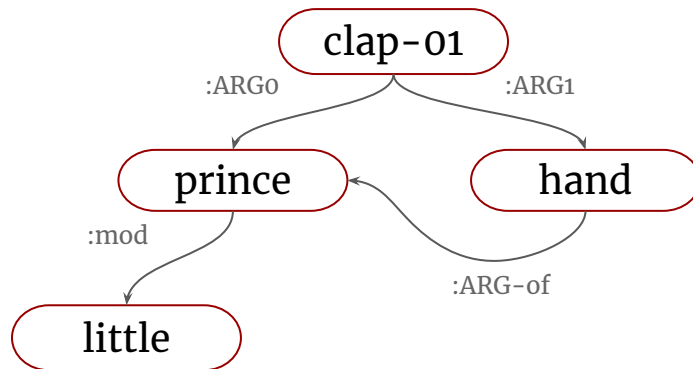 clap-01
:ARG0 :ARG1
prince hand
:mod
:ARG-of
little